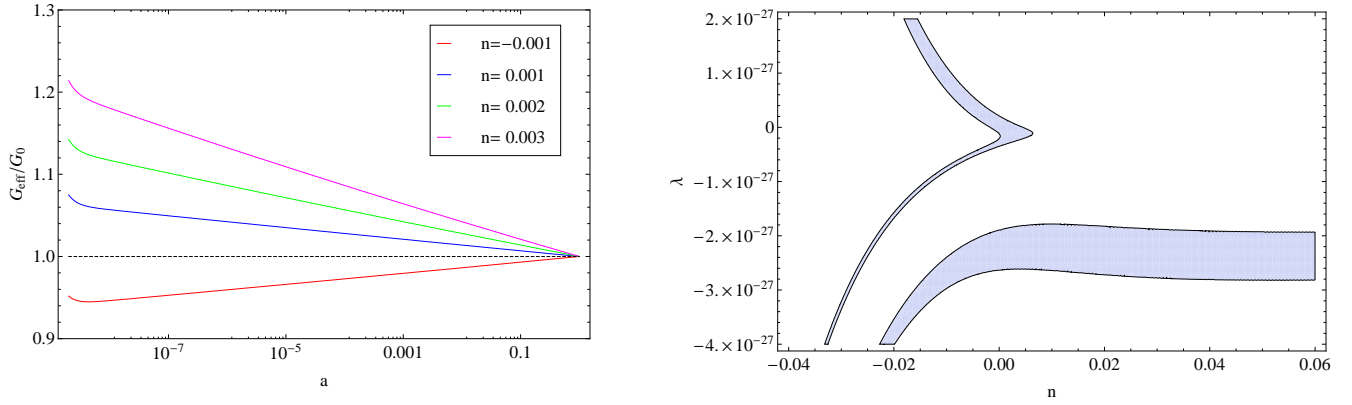 1.3
1.2
1.1
1.0
0.9
G_eff/G_0
10^-7
10^-5
0.001
0.1
a
n=-0.001
n= 0.001
n= 0.002
n= 0.003
2.×10^-27
1.×10^-27
0
-1.×10^-27
-2.×10^-27
-3.×10^-27
-4.×10^-27
λ
-0.04
-0.02
0.00
0.02
0.04
0.06
n